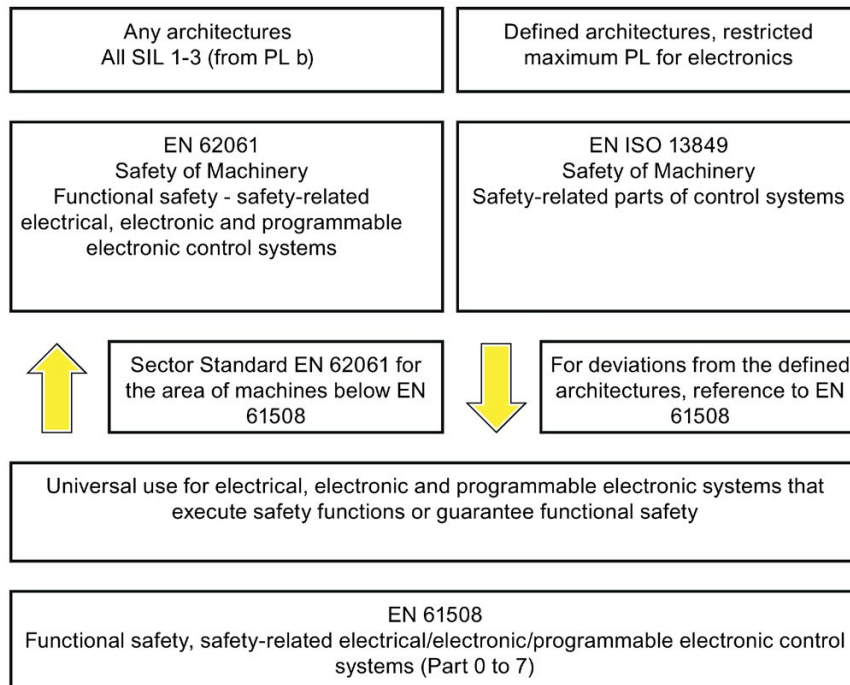 Any architectures
All SIL 1-3 (from PL b)
Defined architectures, restricted
maximum PL for electronics
EN 62061
Safety of Machinery
Functional safety - safety-related
electrical, electronic and programmable
electronic control systems
EN ISO 13849
Safety of Machinery
Safety-related parts of control systems
Sector Standard EN 62061 for
the area of machines below EN
61508
For deviations from the defined
architectures, reference to EN
61508
Universal use for electrical, electronic and programmable electronic systems that
execute safety functions or guarantee functional safety
EN 61508
Functional safety, safety-related electrical/electronic/programmable electronic control
systems (Part 0 to 7)